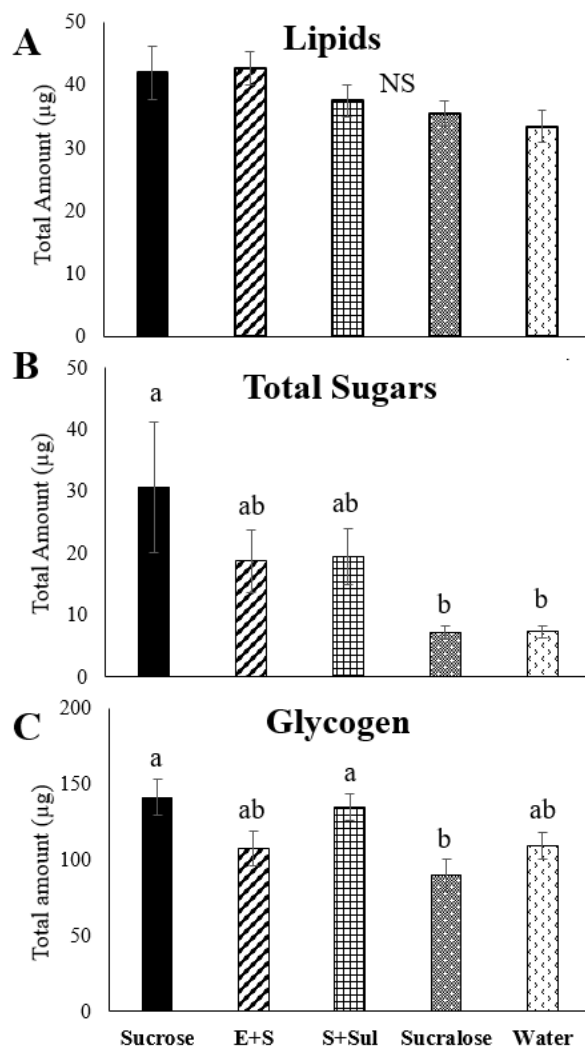 A
Lipids
NS
Total Amount (µg)
50
40
30
20
10
0
B
Total Sugars
a
ab
ab
b
b
Total Amount (µg)
50
40
30
20
10
0
C
Glycogen
a
ab
a
b
ab
Total amount (µg)
200
150
100
50
0
Sucrose E+S S+Sul Sucralose Water